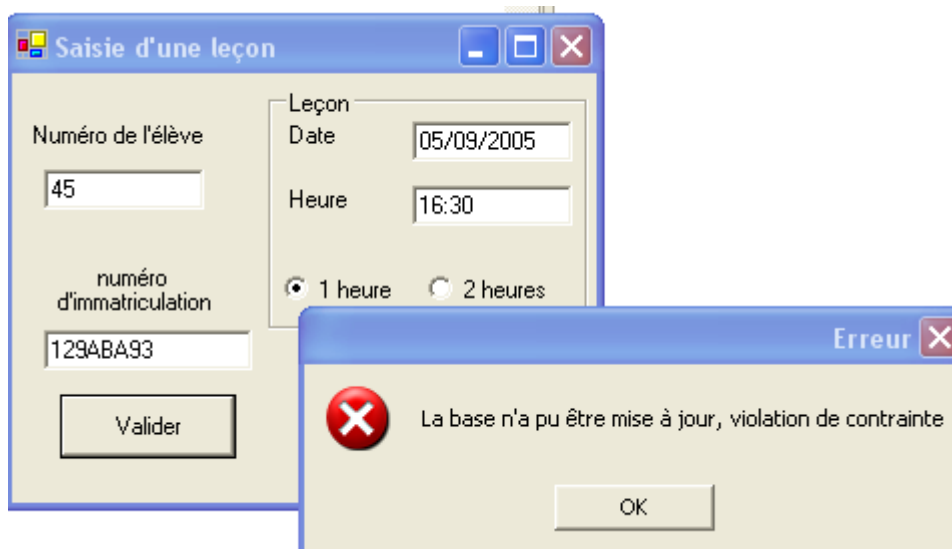 Saisie d'une leçon
Numéro de l'élève
45
numéro
d'immatriculation
129ABA93
Valider
Leçon
Date
05/09/2005
Heure
16:30
1 heure
2 heures
Erreur
La base n'a pu être mise à jour, violation de contrainte
OK